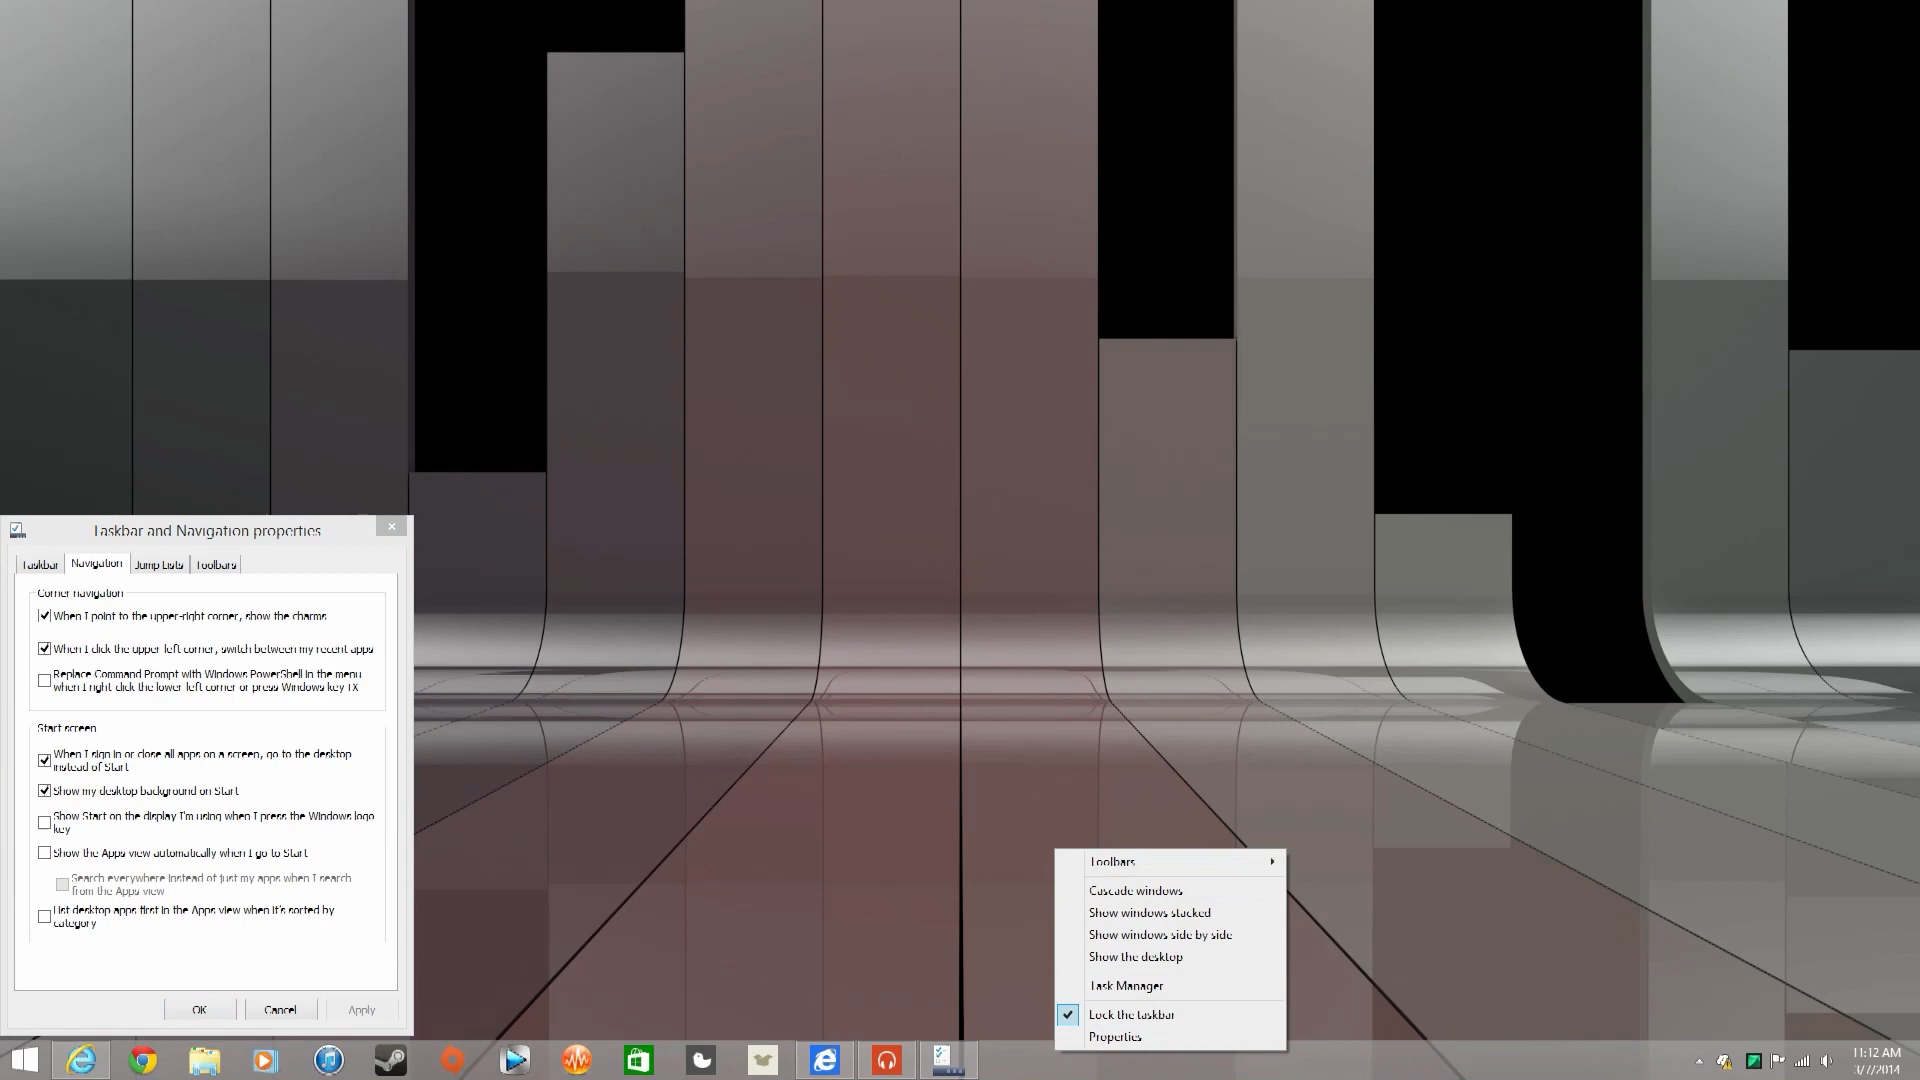 Taskbar and Navigation properties
Taskbar
Navigation
Jump Lists
Toolbars
Corner navigation
When I point to the upper-right corner, show the charms
When I click the upper left corner, switch between my recent apps
Replace Command Prompt with Windows PowerShell in the menu
when I right click the lower left corner or press Windows key+X
Start screen
When I sign in or close all apps on a screen, go to the desktop
instead of Start
Show my desktop background on Start
Show Start on the display I'm using when I press the Windows logo
key
Show the Apps view automatically when I go to Start
Search everywhere instead of just my apps when I search
from the Apps view
List desktop apps first in the Apps view when it's sorted by
category
OK
Cancel
Apply
Toolbars
Cascade windows
Show windows stacked
Show windows side by side
Show the desktop
Task Manager
Lock the taskbar
Properties
11:12 AM
3/7/2014